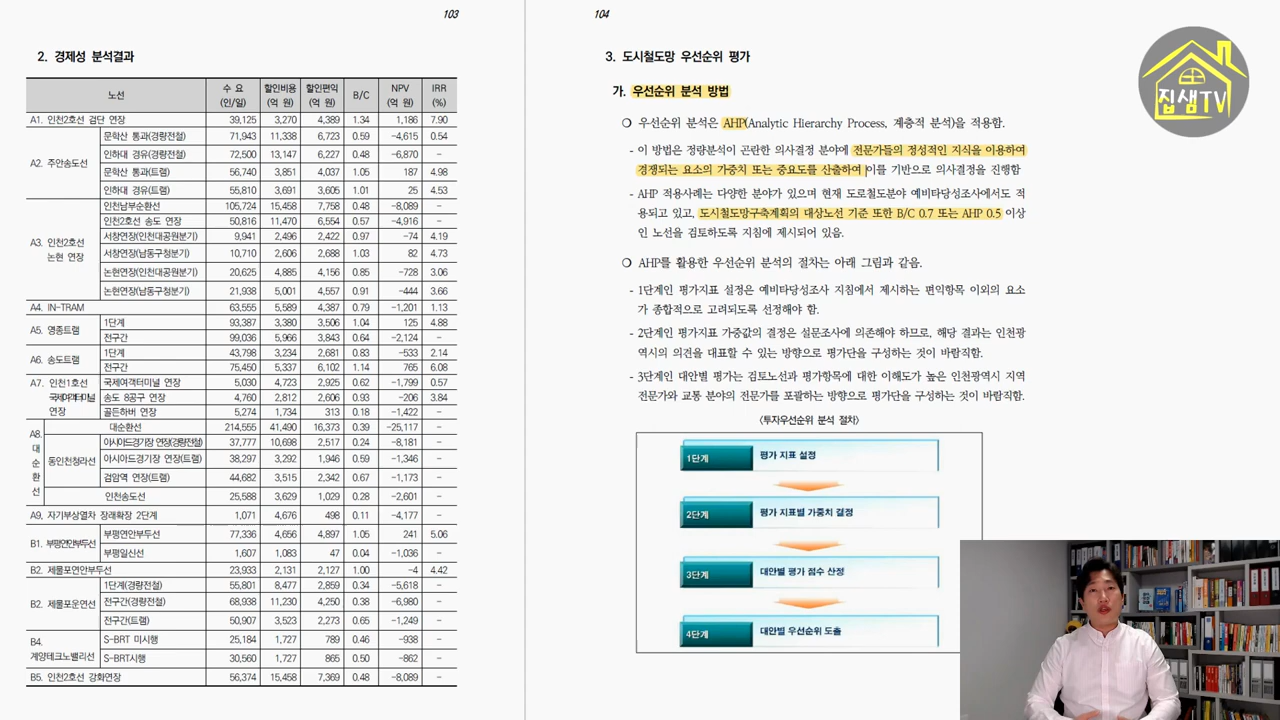 103
2. 경제성 분석결과
노선 수 요 (인/일) 할인비용 (억 원) 할인편익 (억 원) B/C NPV (억 원) IRR (%)
A1. 인천2호선 검단 연장 39,125 3,270 4,389 1.34 1,186 7.90
A2. 주안송도선 문학산 통과(경량전철) 71,943 11,338 6,723 0.59 -4,615 0.54
인하대 경유(경량전철) 72,500 13,147 6,227 0.48 -6,870 -
문학산 통과(트램) 56,740 3,851 4,037 1.05 187 4.98
인하대 경유(트램) 55,810 3,691 3,605 1.01 25 4.53
A3. 인천2호선 논현 연장 인천남부순환선 105,724 15,458 7,758 0.48 -8,089 -
인천2호선 송도 연장 50,816 11,470 6,554 0.57 -4,916 -
서창연장(인천대공원분기) 9,941 2,496 2,422 0.97 -74 4.19
서창연장(남동구청분기) 10,710 2,606 2,688 1.03 82 4.73
논현연장(인천대공원분기) 20,625 4,885 4,156 0.85 -728 3.06
논현연장(남동구청분기) 21,938 5,001 4,557 0.91 -444 3.66
A4. IN-TRAM 63,555 5,589 4,387 0.79 -1,201 1.13
A5. 영종트램 1단계 93,387 3,380 3,506 1.04 125 4.88
전구간 99,036 5,966 3,843 0.64 -2,124 -
A6. 송도트램 1단계 43,798 3,234 2,681 0.83 -533 2.14
전구간 75,450 5,337 6,102 1.14 765 6.08
A7. 인천1호선 국제여객터미널 연장 국제여객터미널 연장 5,030 4,723 2,925 0.62 -1,799 0.57
송도 8공구 연장 4,760 2,812 2,606 0.93 -206 3.84
골든하버 연장 5,274 1,734 313 0.18 -1,422 -
A8. 대순환선 대순환선 214,555 41,490 16,373 0.39 -25,117 -
동인천청라선 아시아드경기장 연장(경량전철) 37,777 10,698 2,517 0.24 -8,181 -
아시아드경기장 연장(트램) 38,297 3,292 1,946 0.59 -1,346 -
검암역 연장(트램) 44,682 3,515 2,342 0.67 -1,173 -
인천송도선 25,588 3,629 1,029 0.28 -2,601 -
A9, 자기부상열차 장래확장 2단계 1,071 4,676 498 0.11 -4,177 -
B1. 부평연안부두선 부평연안부두선 77,336 4,656 4,897 1.05 241 5.06
부평일신선 1,607 1,083 47 0.04 -1,036 -
B2. 제물포연안부두선 23,933 2,131 2,127 1.00 -4 4.42
B2. 제물포운연선 1단계(경량전철) 55,801 8,477 2,859 0.34 -5,618 -
전구간(경량전철) 68,938 11,230 4,250 0.38 -6,980 -
전구간(트램) 50,907 3,523 2,273 0.65 -1,249 -
B4. 계양테크노밸리선 S-BRT 미시행 25,184 1,727 789 0.46 -938 -
S-BRT시행 30,560 1,727 865 0.50 -862 -
B5. 인천2호선 강화연장 56,374 15,458 7,369 0.48 -8,089 -
104
3. 도시철도망 우선순위 평가
가. 우선순위 분석 방법
❍ 우선순위 분석은 AHP(Analytic Hierarchy Process, 계층적 분석)을 적용함.
- 이 방법은 정량분석이 곤란한 의사결정 분야에 전문가들의 정성적인 지식을 이용하여
경쟁되는 요소의 가중치 또는 중요도를 산출하여 이를 기반으로 의사결정을 진행함
- AHP 적용사례는 다양한 분야가 있으며 현재 도로철도분야 예비타당성조사에서도 적
용되고 있고, 도시철도망구축계획의 대상노선 기준 또한 B/C 0.7 또는 AHP 0.5 이상
인 노선을 검토하도록 지침에 제시되어 있음.
❍ AHP를 활용한 우선순위 분석의 절차는 아래 그림과 같음.
- 1단계인 평가지표 설정은 예비타당성조사 지침에서 제시하는 편익항목 이외의 요소
가 종합적으로 고려되도록 선정해야 함.
- 2단계인 평가지표 가중값의 결정은 설문조사에 의존해야 하므로, 해당 결과는 인천광
역시의 의견을 대표할 수 있는 방향으로 평가단을 구성하는 것이 바람직함.
- 3단계인 대안별 평가는 검토노선과 평가항목에 대한 이해도가 높은 인천광역시 지역
전문가와 교통 분야의 전문가를 포괄하는 방향으로 평가단을 구성하는 것이 바람직함.
〈투자우선순위 분석 절차〉
1단계 평가 지표 설정
2단계 평가 지표별 가중치 결정
3단계 대안별 평가 점수 산정
4단계 대안별 우선순위 도출
집샘TV